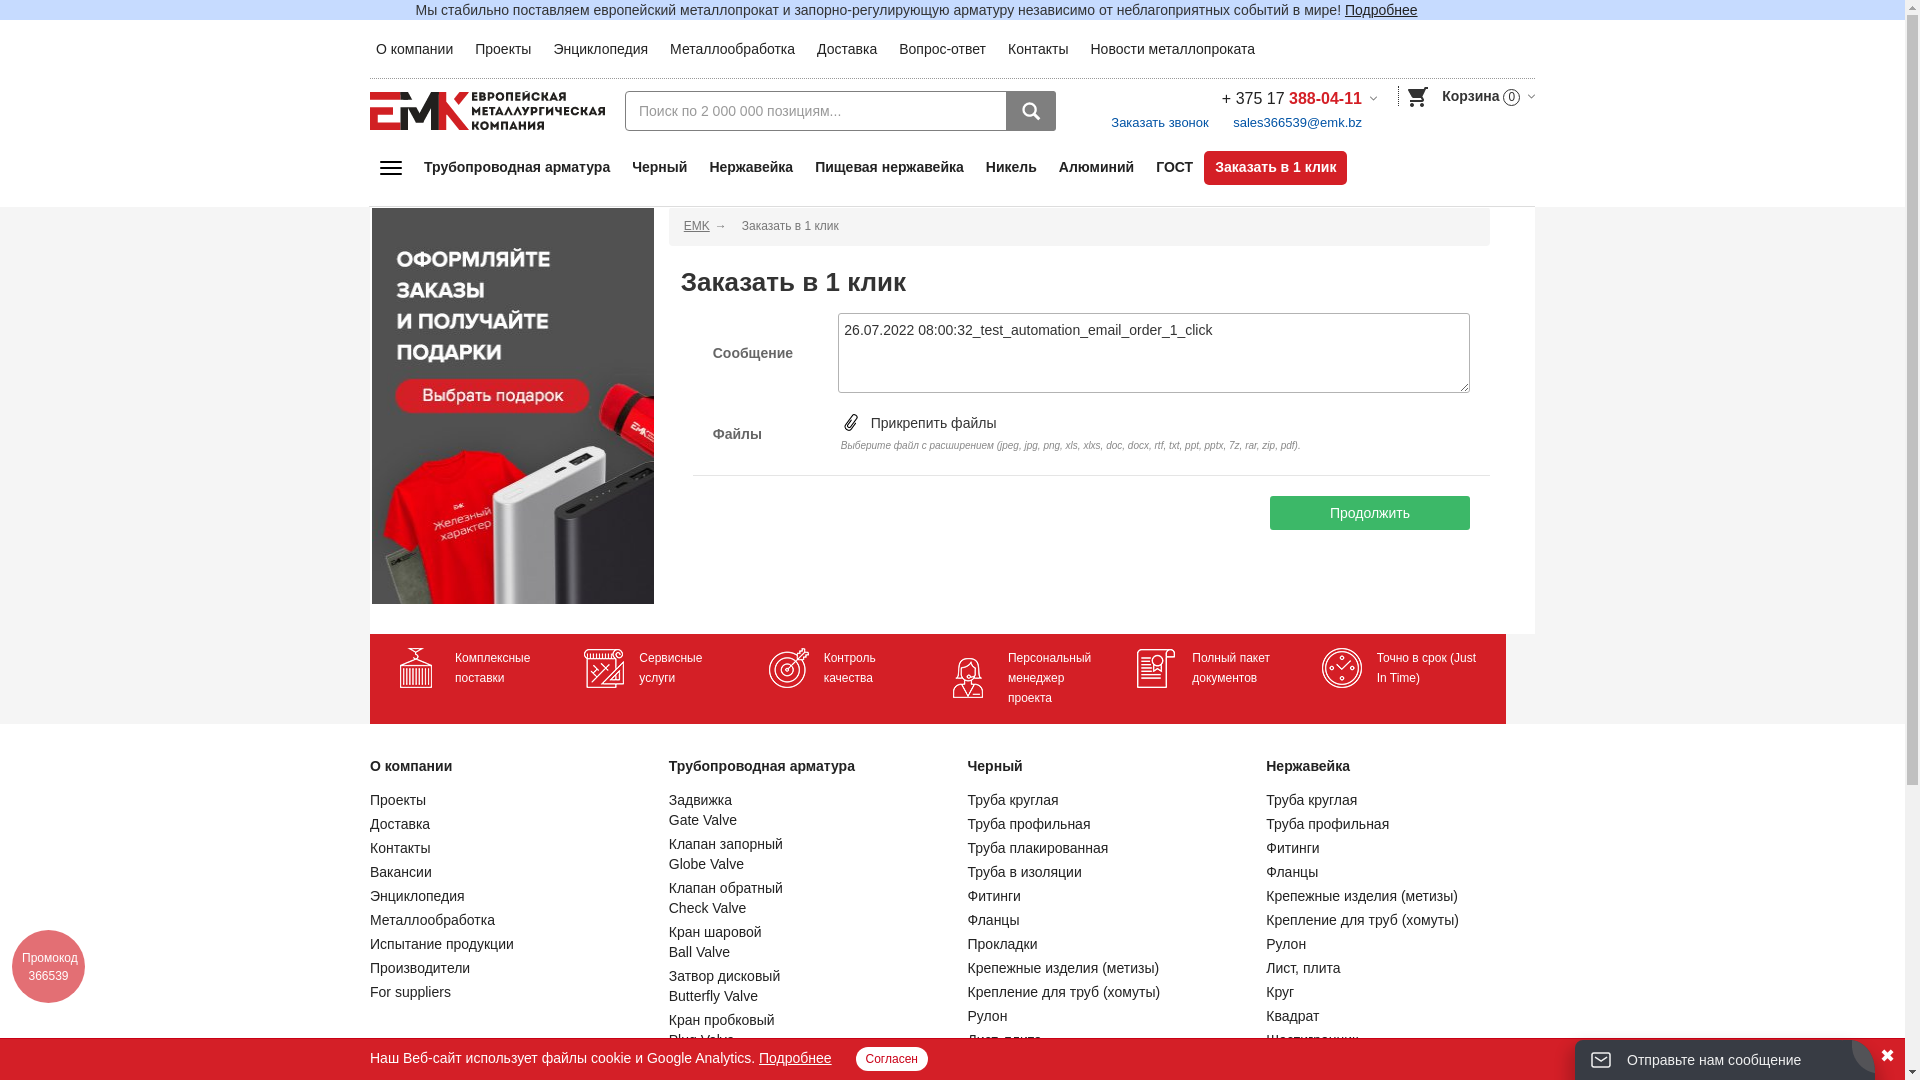 Мы стабильно поставляем европейский металлопрокат и запорно-регулирующую арматуру независимо от неблагоприятных событий в мире! Подробнее
О компании Проекты Энциклопедия Металлообработка Доставка Вопрос-ответ Контакты Новости металлопроката
ЕМК ЕВРОПЕЙСКАЯ
МЕТАЛЛУРГИЧЕСКАЯ
КОМПАНИЯ
Поиск по 2 000 000 позициям...
+ 375 17 388-04-11
Заказать звонок sales366539@emk.bz
Корзина 0
Трубопроводная арматура Черный Нержавейка Пищевая нержавейка Никель Алюминий ГОСТ Заказать в 1 клик
ОФОРМЛЯЙТЕ
ЗАКАЗЫ
И ПОЛУЧАЙТЕ
ПОДАРКИ
Выбрать подарок
ЕМК
ЕМК
Железный
характер
EMK → Заказать в 1 клик
Заказать в 1 клик
Сообщение
26.07.2022 08:00:32_test_automation_email_order_1_click
Файлы
Прикрепить файлы
Выберите файл с расширением (jpeg, jpg, png, xls, xlxs, doc, docx, rtf, txt, ppt, pptx, 7z, rar, zip, pdf).
Продолжить
Комплексные
поставки
Сервисные
услуги
Контроль
качества
Персональный
менеджер
проекта
Полный пакет
документов
Точно в срок (Just
In Time)
О компании
Проекты
Доставка
Контакты
Вакансии
Энциклопедия
Металлообработка
Испытание продукции
Производители
For suppliers
Трубопроводная арматура
Задвижка
Gate Valve
Клапан запорный
Globe Valve
Клапан обратный
Check Valve
Кран шаровой
Ball Valve
Затвор дисковый
Butterfly Valve
Кран пробковый
Plug Valve
Черный
Труба круглая
Труба профильная
Труба плакированная
Труба в изоляции
Фитинги
Фланцы
Прокладки
Крепежные изделия (метизы)
Крепление для труб (хомуты)
Рулон
Лист, плита
Нержавейка
Труба круглая
Труба профильная
Фитинги
Фланцы
Крепежные изделия (метизы)
Крепление для труб (хомуты)
Рулон
Лист, плита
Круг
Квадрат
Шестигранник
Промокод
366539
Наш Веб-сайт использует файлы cookie и Google Analytics. Подробнее Согласен
Отправьте нам сообщение